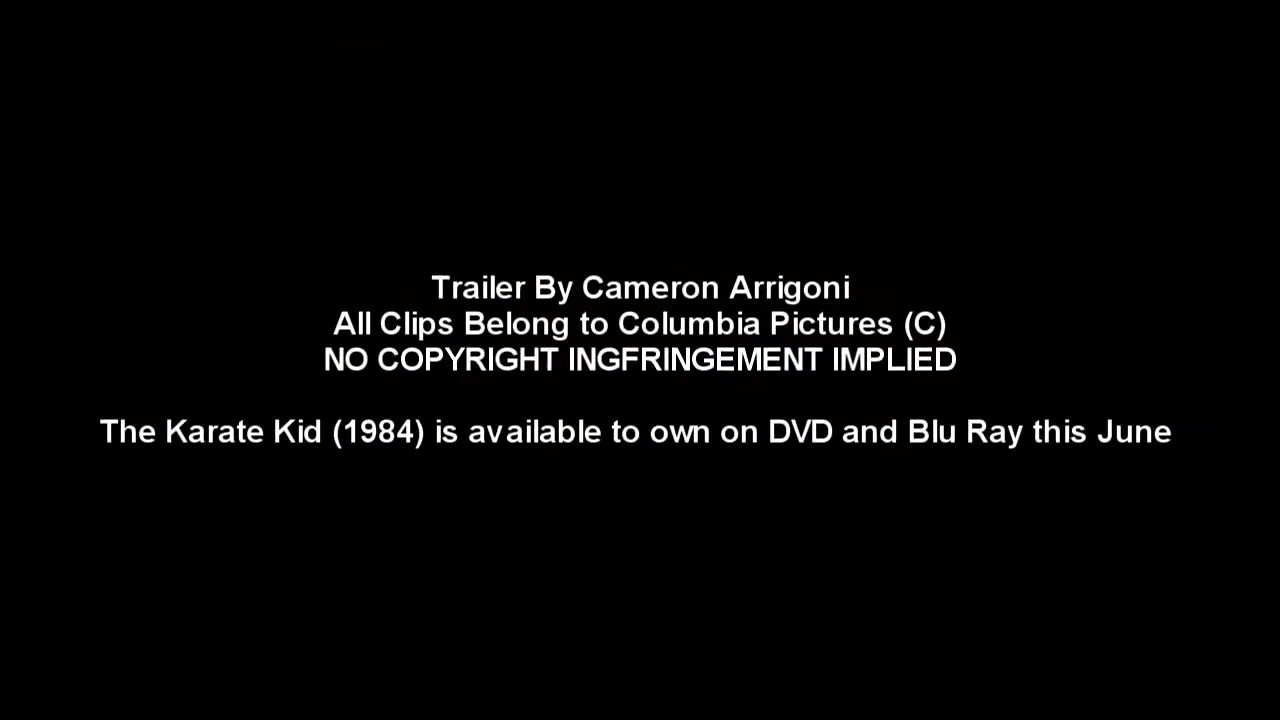 Trailer By Cameron Arrigoni
All Clips Belong to Columbia Pictures (C)
NO COPYRIGHT INGFRINGEMENT IMPLIED
The Karate Kid (1984) is available to own on DVD and Blu Ray this June